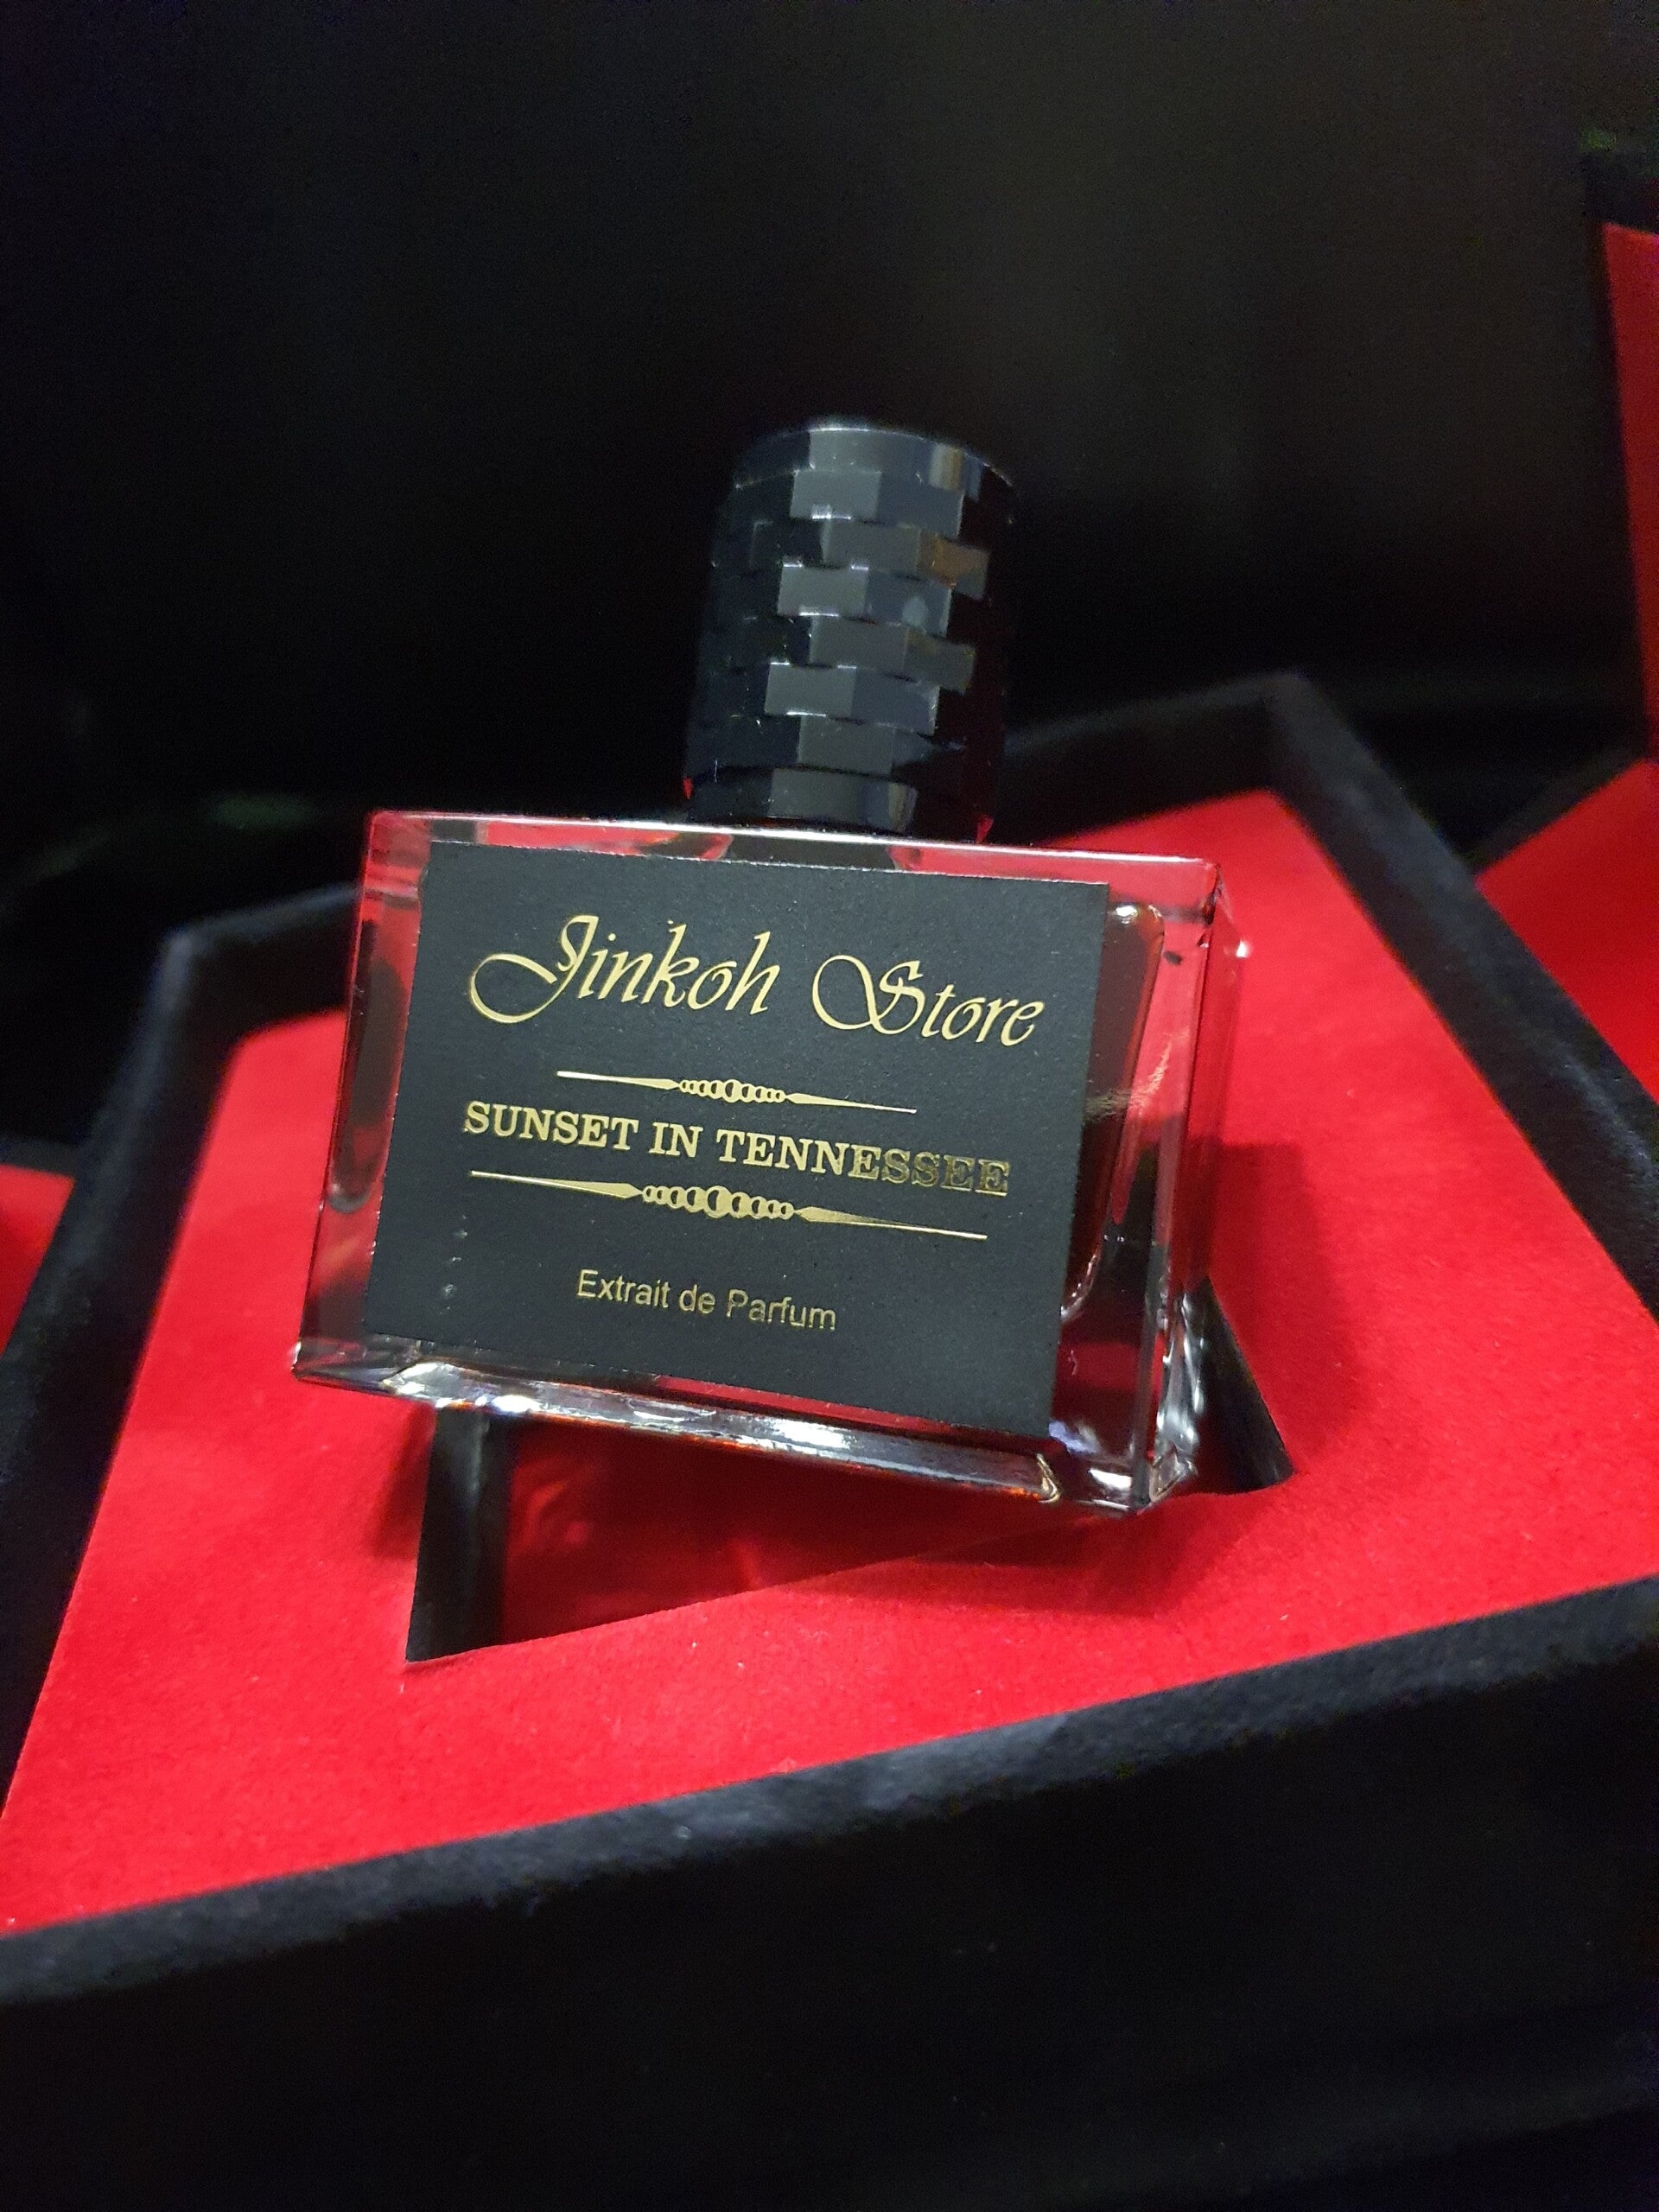 Jinkoh Store
SUNSET IN TENNESSEE
Extrait de Parfum